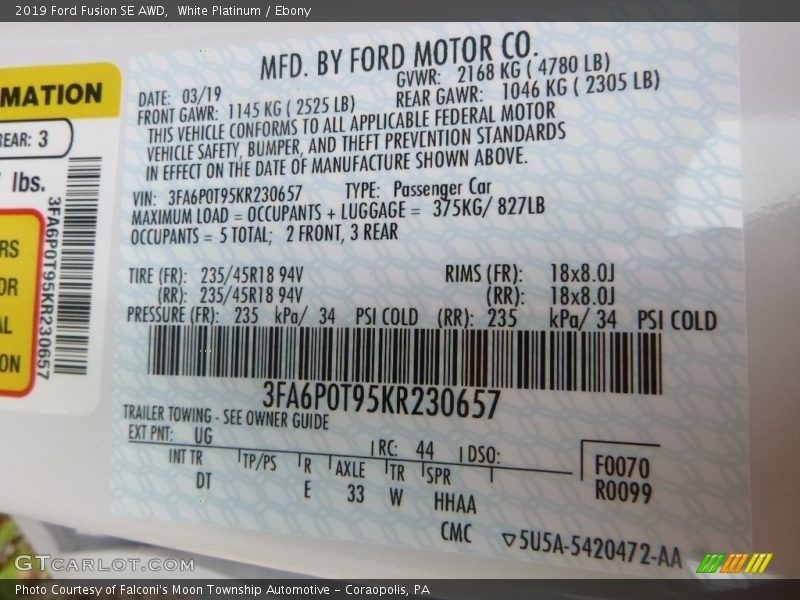 2019 Ford Fusion SE AWD, White Platinum / Ebony
MATION
REAR: 3
lbs.
3FA6P0T95KR230657
RS
OR
AL
ON
MFD. BY FORD MOTOR CO.
DATE: 03/19 GVWR: 2168 KG ( 4780 LB)
FRONT GAWR: 1145 KG ( 2525 LB) REAR GAWR: 1046 KG ( 2305 LB)
THIS VEHICLE CONFORMS TO ALL APPLICABLE FEDERAL MOTOR
VEHICLE SAFETY, BUMPER, AND THEFT PREVENTION STANDARDS
IN EFFECT ON THE DATE OF MANUFACTURE SHOWN ABOVE.
VIN: 3FA6P0T95KR230657 TYPE: Passenger Car
MAXIMUM LOAD = OCCUPANTS + LUGGAGE = 375KG/ 827LB
OCCUPANTS = 5 TOTAL; 2 FRONT, 3 REAR
TIRE (FR): 235/45R18 94V RIMS (FR): 18x8.0J
(RR): 235/45R18 94V (RR): 18x8.0J
PRESSURE (FR): 235 kPa/ 34 PSI COLD (RR): 235 kPa/ 34 PSI COLD
3FA6P0T95KR230657
TRAILER TOWING - SEE OWNER GUIDE
EXT PNT: UG RC: 44 DSO:
INT TR TP/PS R AXLE TR SPR
DT E 33 W HHAA
CMC
F0070
R0099
▽5U5A-5420472-AA
GTCARLOT.COM
Photo Courtesy of Falconi's Moon Township Automotive - Coraopolis, PA